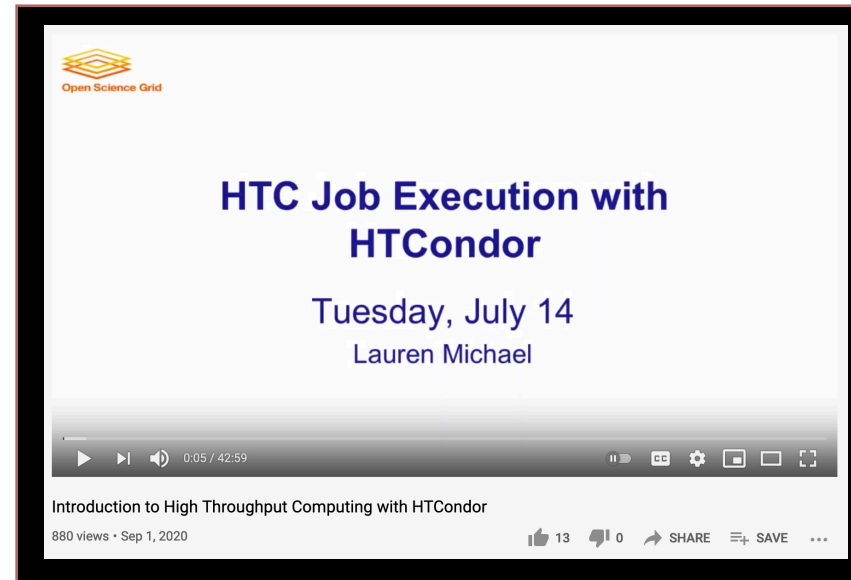 Open Science Grid
HTC Job Execution with
HTCondor
Tuesday, July 14
Lauren Michael
0:05 / 42:59
CC
Introduction to High Throughput Computing with HTCondor
880 views • Sep 1, 2020
13 0 SHARE SAVE ...